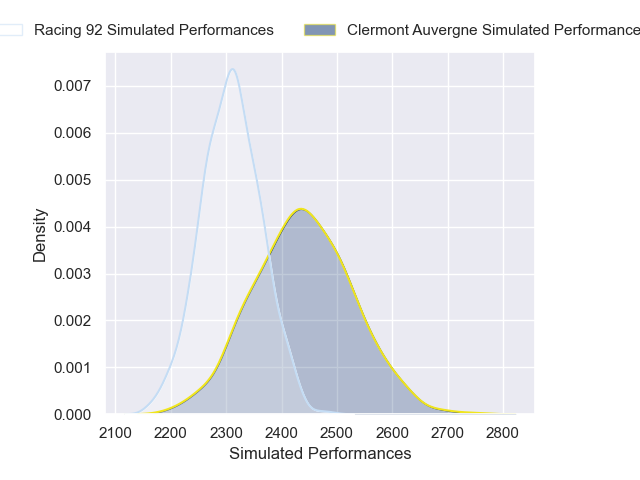 Racing 92 Simulated Performances
Clermont Auvergne Simulated Performance
0.007
0.006
0.005
0.004
0.003
0.002
0.001
0.000
Density
2100 2200 2300 2400 2500 2600 2700 2800
Simulated Performances